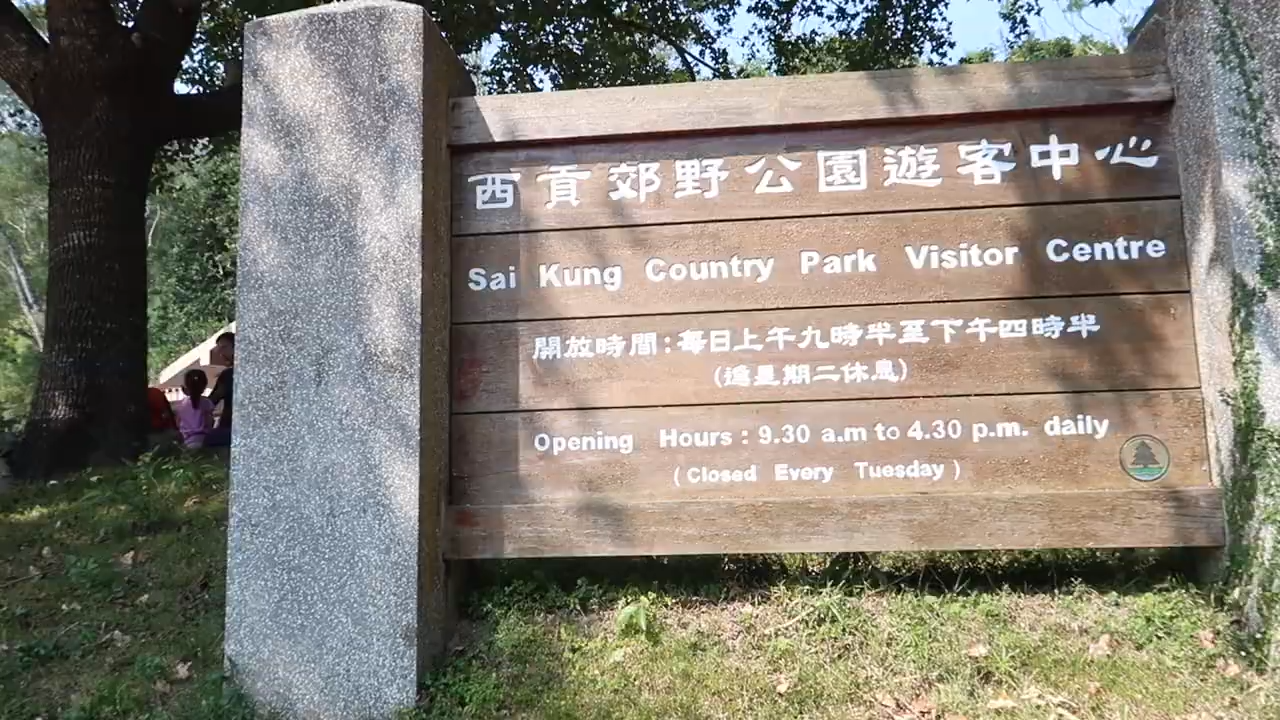 西貢郊野公園遊客中心
Sai Kung Country Park Visitor Centre
開放時間:每日上午九時半至下午四時半
(逢星期二休息)
Opening Hours : 9.30 a.m to 4.30 p.m. daily
( Closed Every Tuesday )